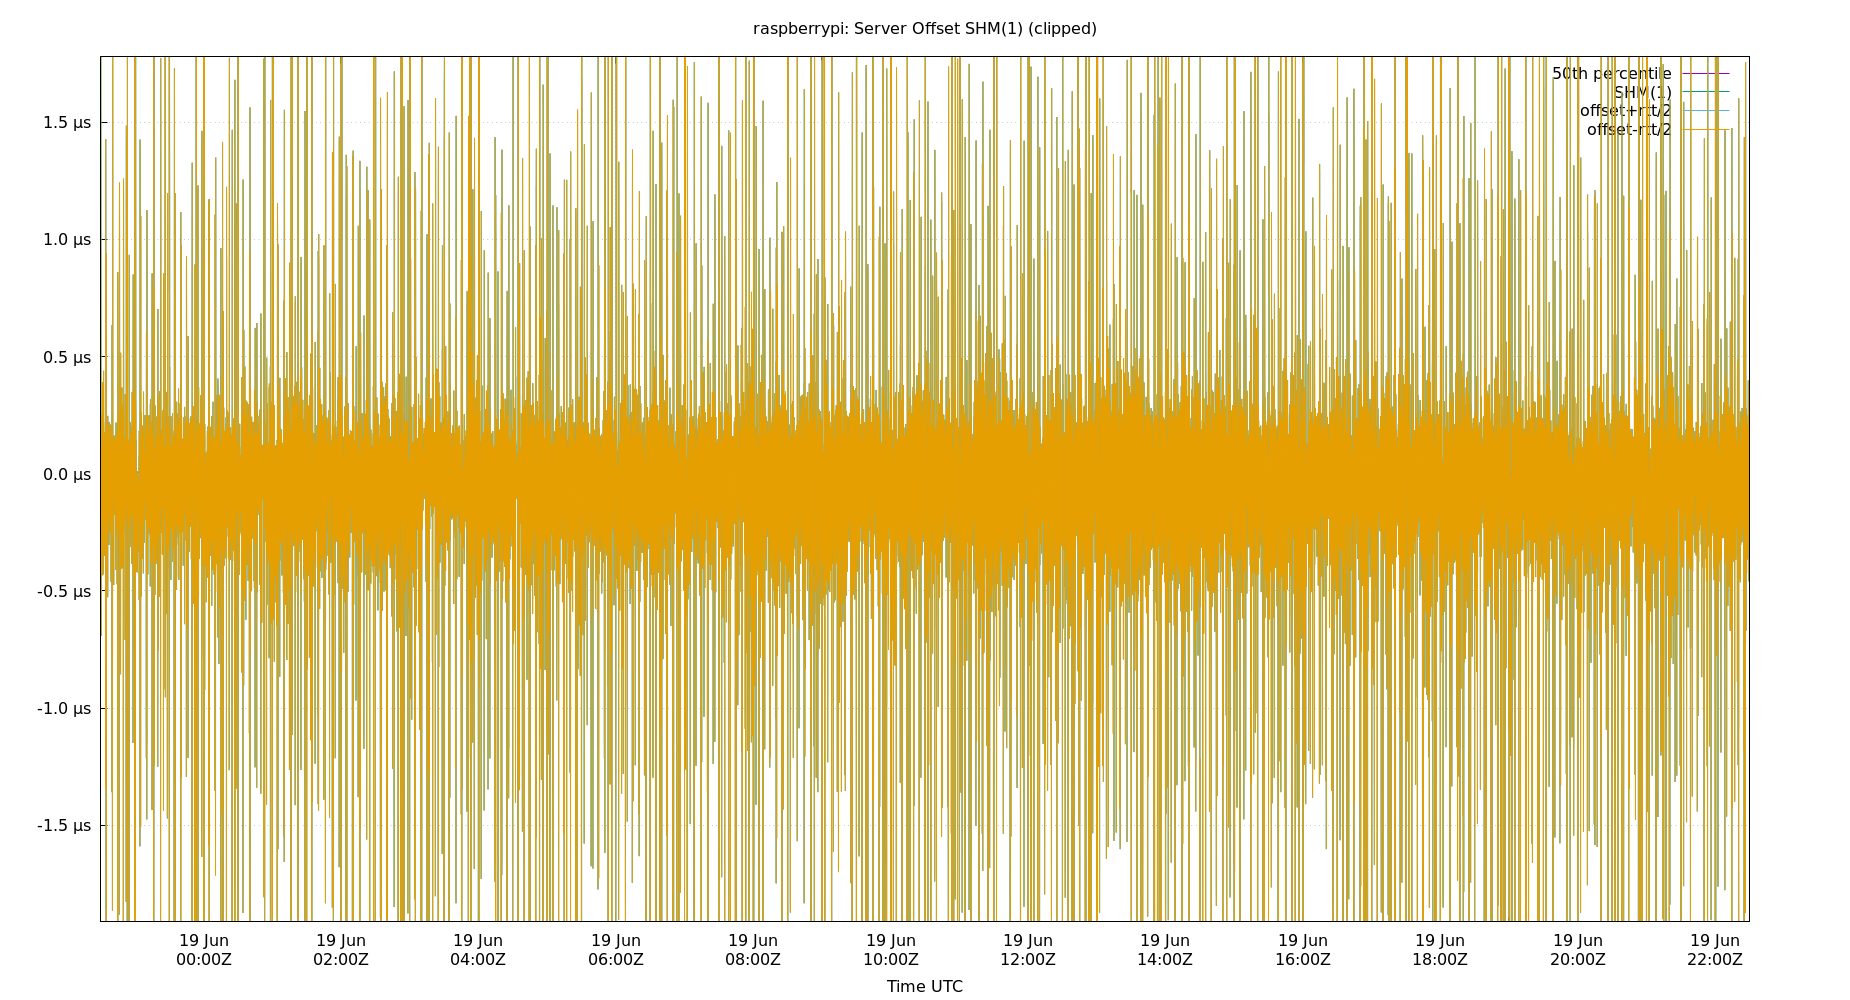 raspberrypi: Server Offset SHM(1) (clipped)
50th percentile
SHM(1)
offset+rtt/2
offset-rtt/2
1.5 µs
1.0 µs
0.5 µs
0.0 µs
-0.5 µs
-1.0 µs
-1.5 µs
19 Jun 19 Jun 19 Jun 19 Jun 19 Jun 19 Jun 19 Jun 19 Jun 19 Jun 19 Jun 19 Jun 19 Jun
00:00Z 02:00Z 04:00Z 06:00Z 08:00Z 10:00Z 12:00Z 14:00Z 16:00Z 18:00Z 20:00Z 22:00Z
Time UTC